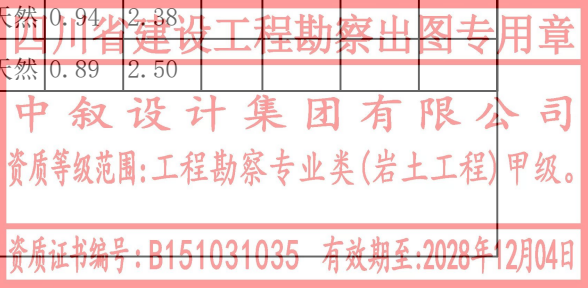 天然 0.94 2.38
四川省建设工程勘察出图专用章
天然 0.89 2.50
中叙设计集团有限公司
资质等级范围:工程勘察专业类(岩土工程)甲级。
资质证书编号:B151031035 有效期至:2028年12月04日